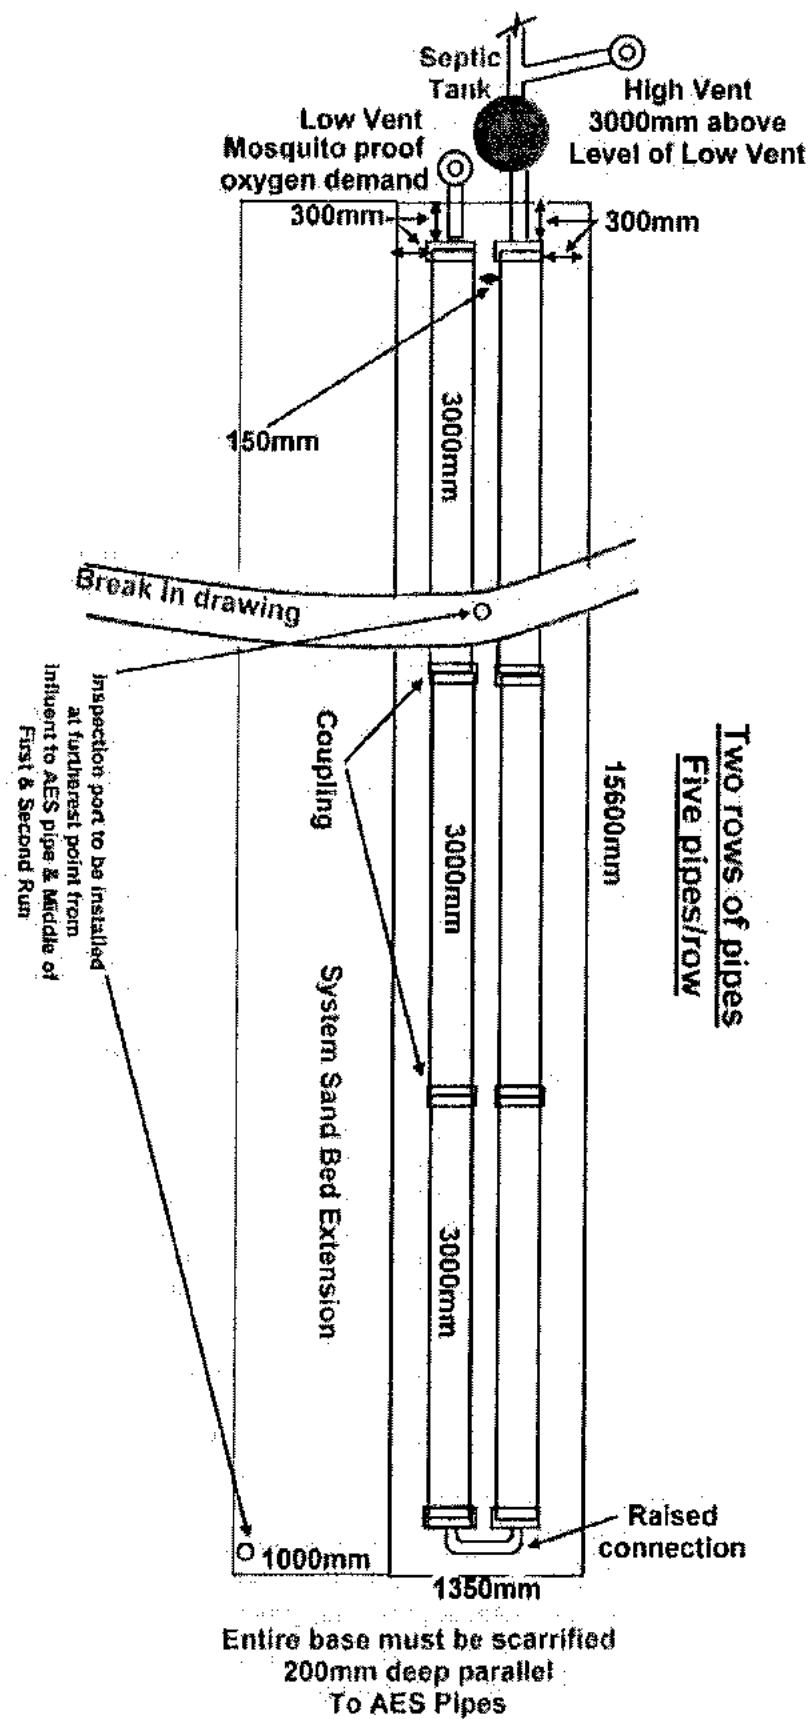 Septic
Tank
High Vent
3000mm above
Level of Low Vent
Low Vent
Mosquito proof
oxygen demand
300mm
300mm
150mm
3000mm
Break in drawing
Inspection port to be installed
at furtherest point from
Influent to AES pipe & Middle of
First & Second Run
Coupling
3000mm
15600mm
Two rows of pipes
Five pipes/row
System Sand Bed Extension
3000mm
Raised
connection
1000mm
1350mm
Entire base must be scarrified
200mm deep parallel
To AES Pipes